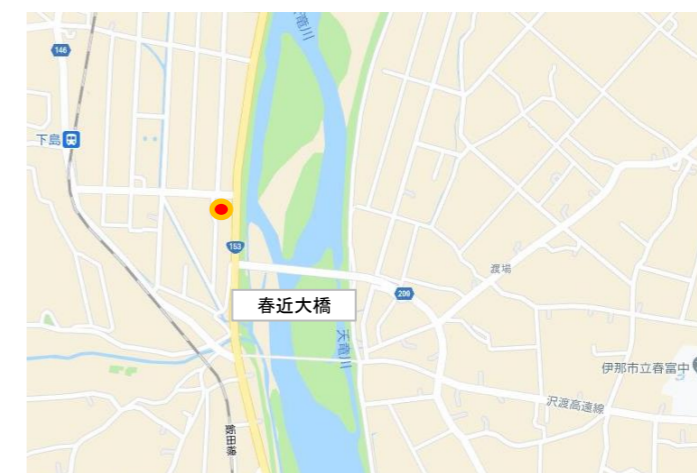 天竜川
146
下島
153
渡場
209
春近大橋
天竜川
伊那市立春富中
沢渡高遠線
飯田線